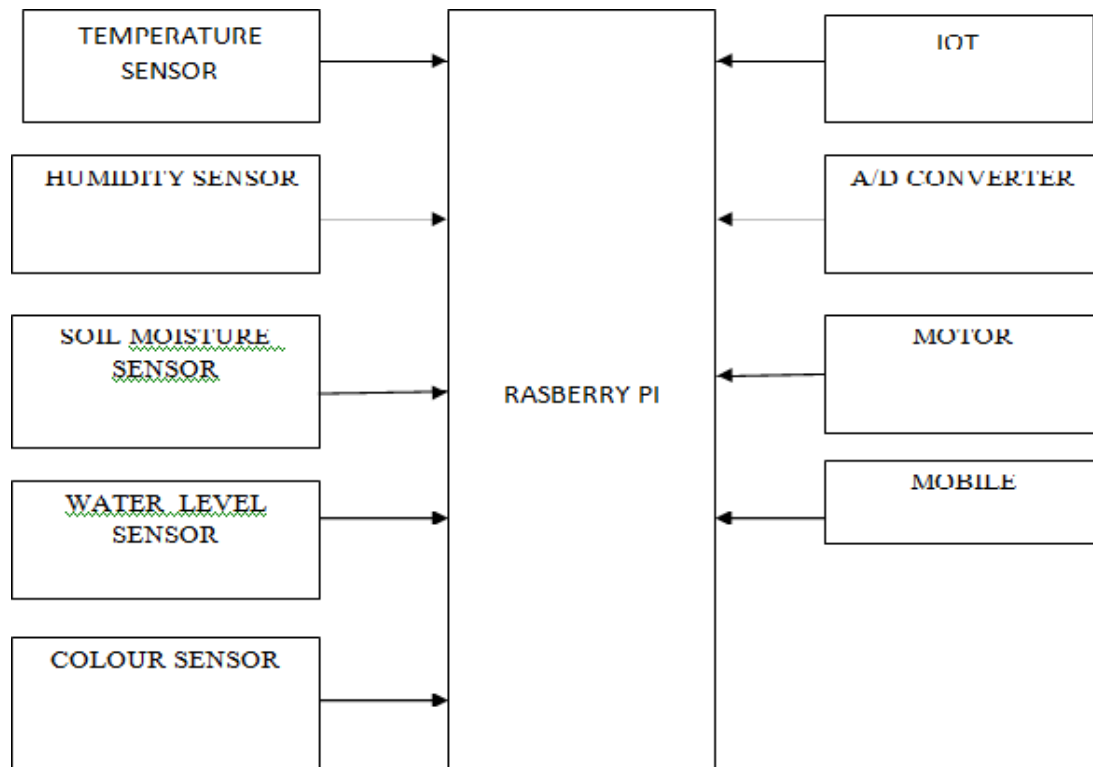 TEMPERATURE
SENSOR
HUMIDITY SENSOR
SOIL MOISTURE
SENSOR
WATER LEVEL
SENSOR
COLOUR SENSOR
RASBERRY PI
IOT
A/D CONVERTER
MOTOR
MOBILE